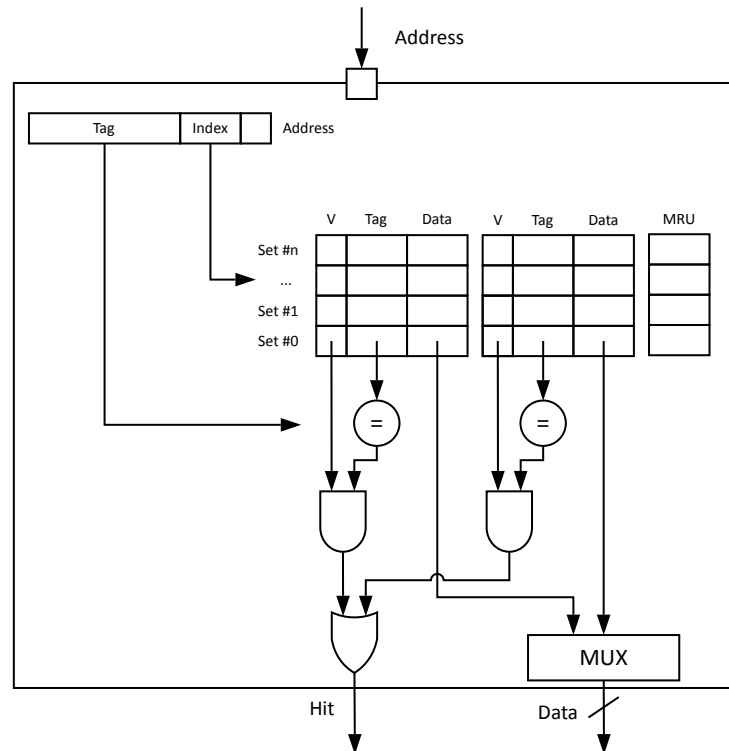 Address
Tag Index Address
V Tag Data V Tag Data MRU
Set #n
...
Set #1
Set #0
= =
MUX
Hit Data